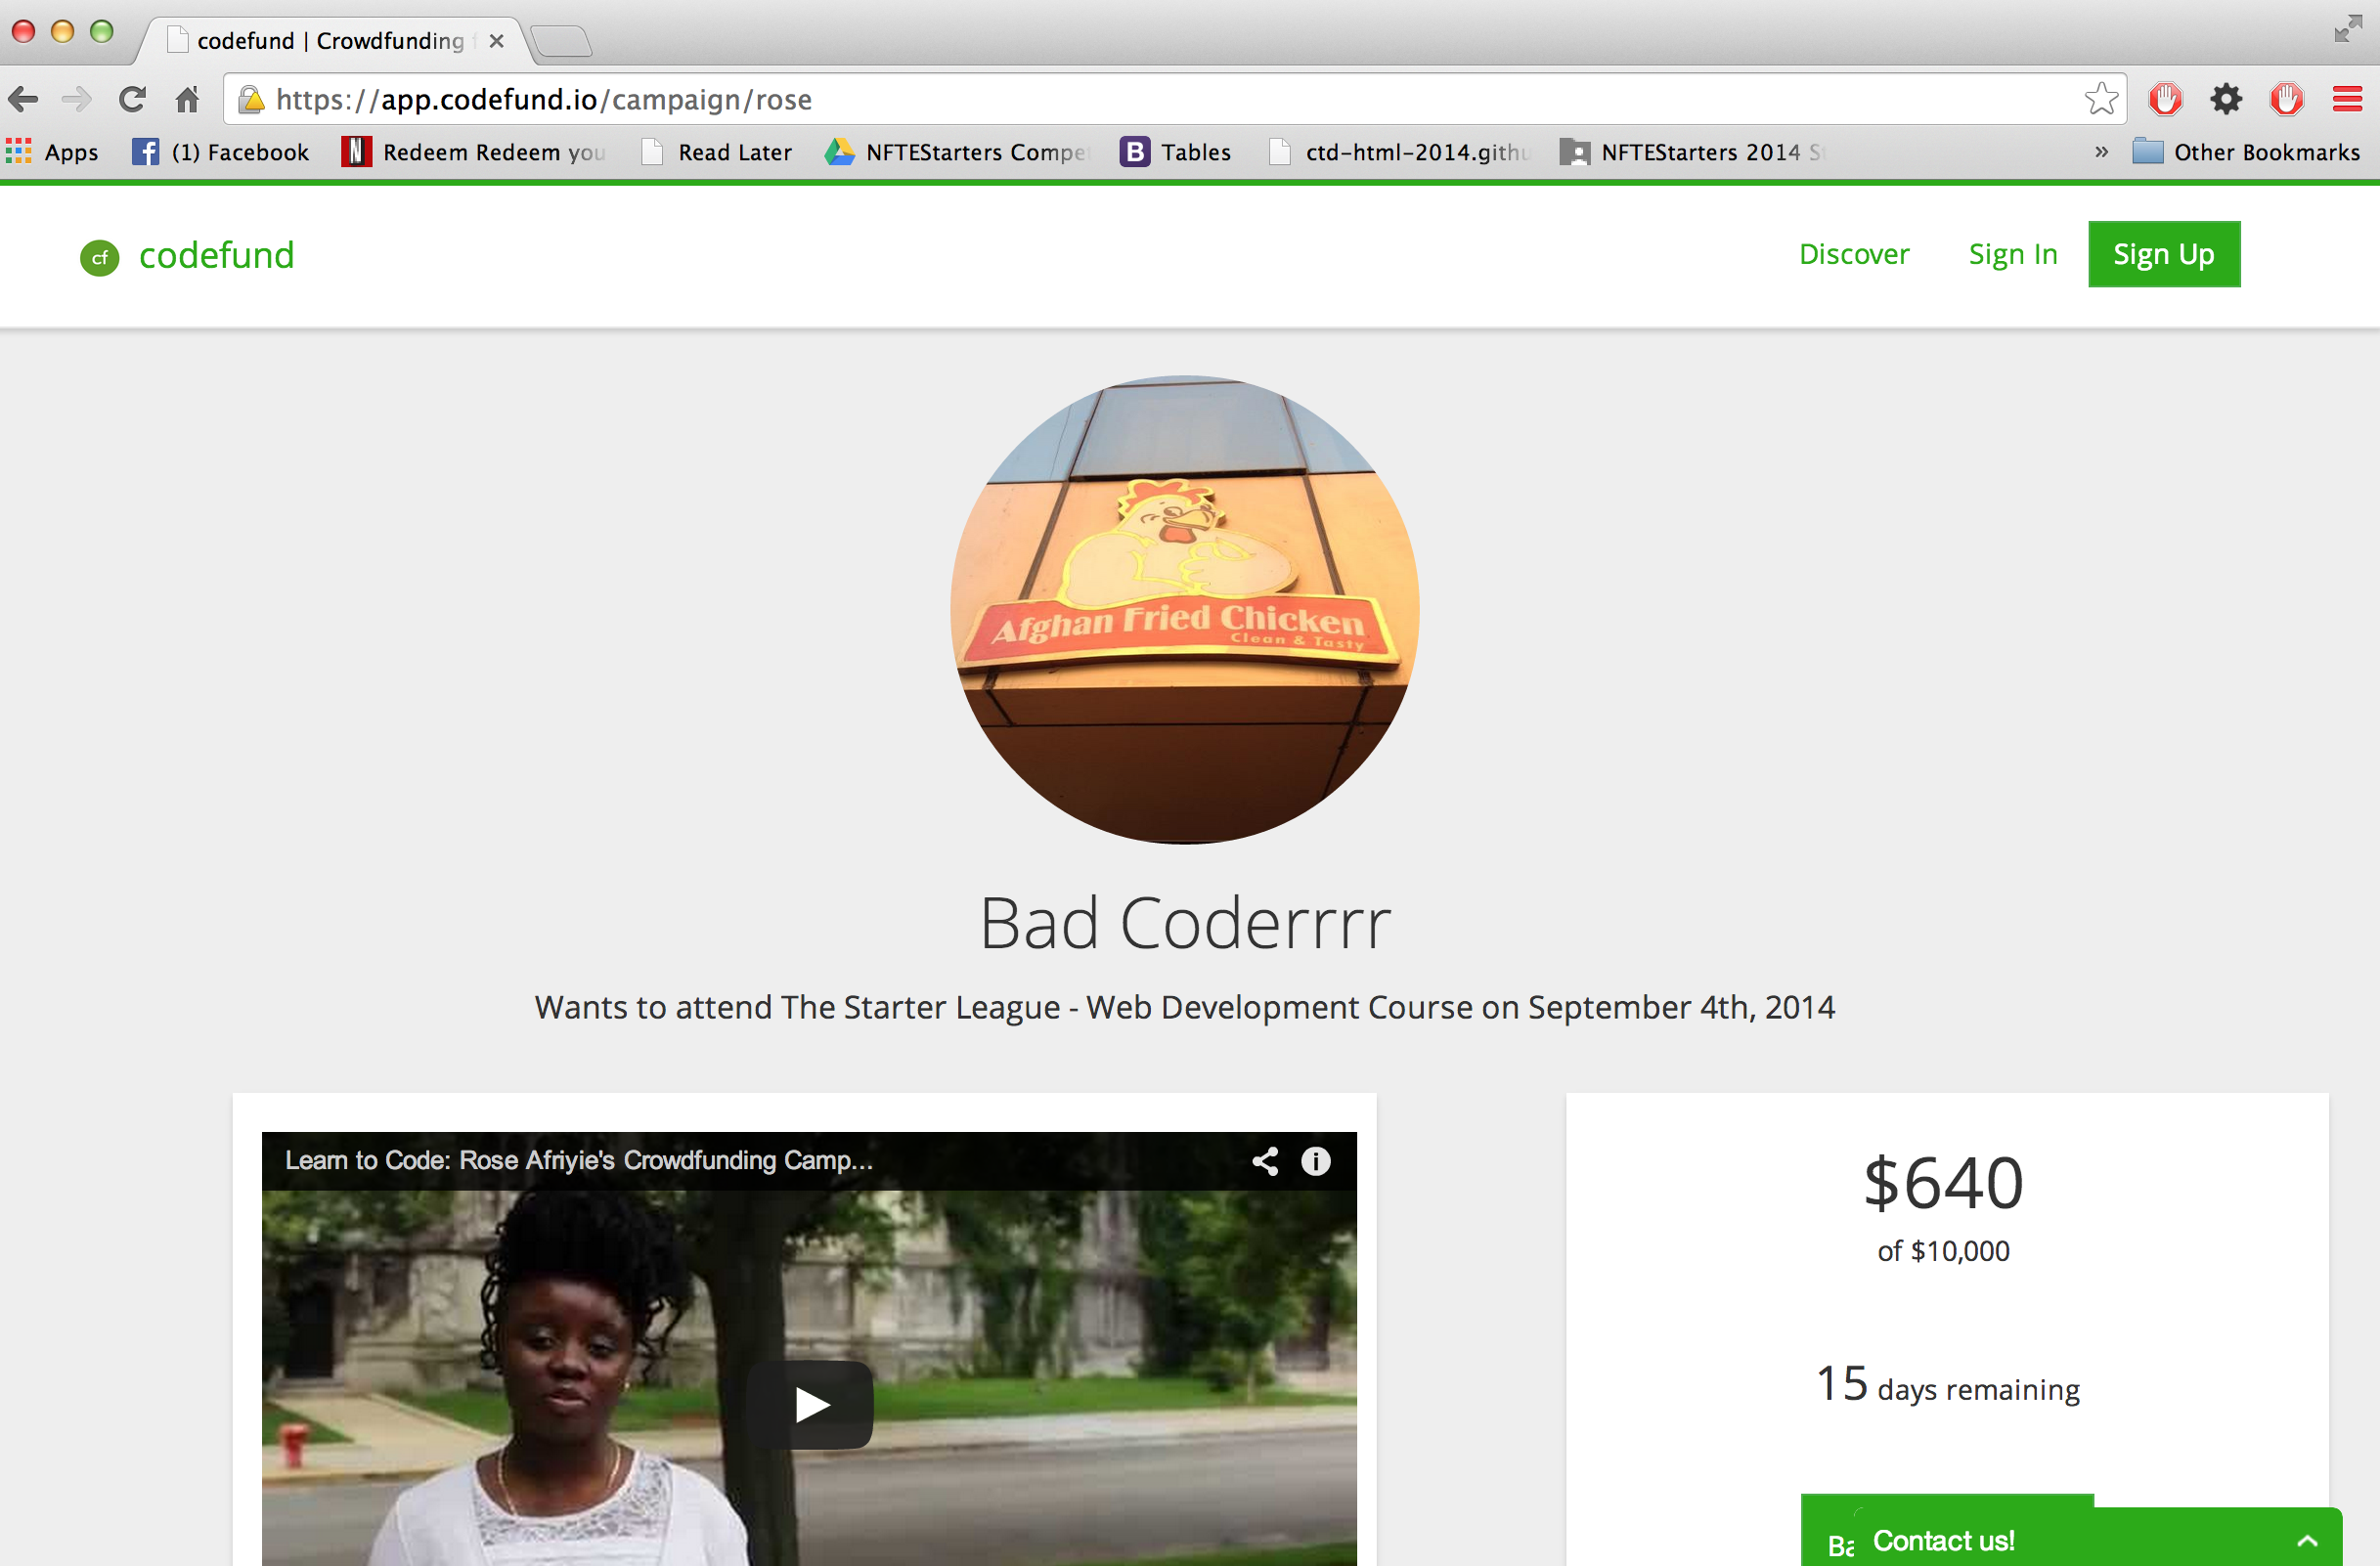 codefund | Crowdfunding
https://app.codefund.io/campaign/rose
Apps (1) Facebook Redeem Redeem you Read Later NFTEStarters Compe B Tables ctd-html-2014.githu NFTEStarters 2014 S » Other Bookmarks
cf codefund Discover Sign In Sign Up
Afghan Fried Chicken
Clean & Tasty
Bad Coderrrr
Wants to attend The Starter League - Web Development Course on September 4th, 2014
Learn to Code: Rose Afriyie's Crowdfunding Camp...
$640
of $10,000
15 days remaining
Ba
Contact us!